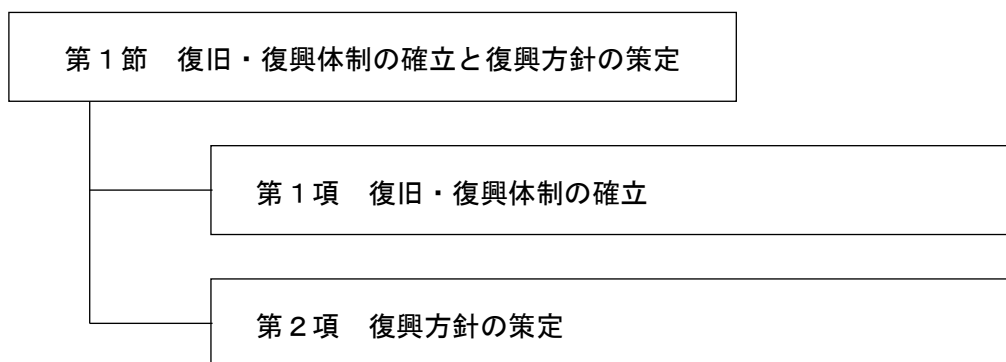 第１節　復旧・復興体制の確立と復興方針の策定
第１項　復旧・復興体制の確立
第２項　復興方針の策定